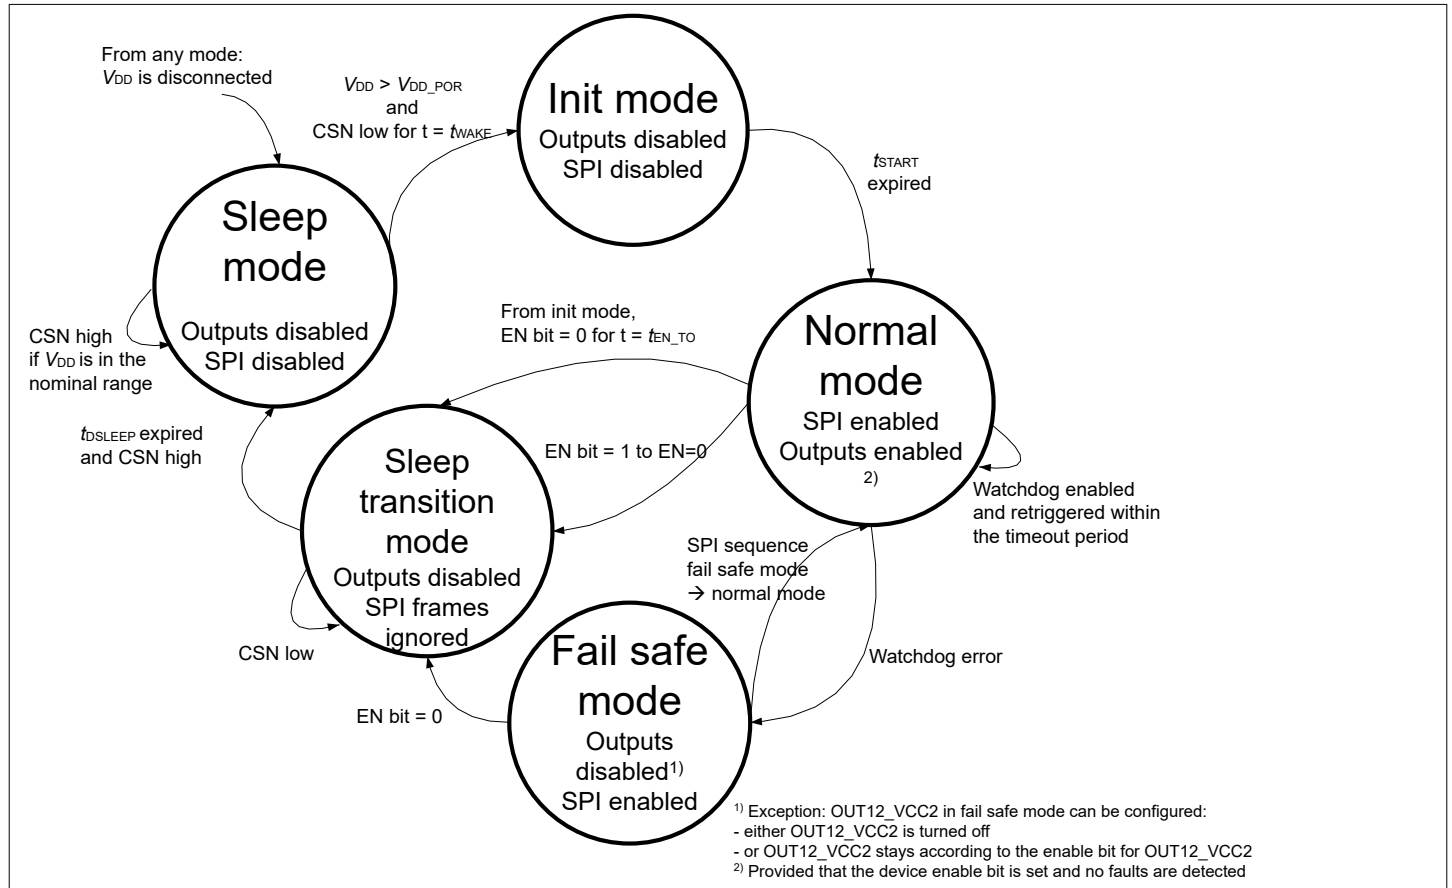 From any mode:
VDD is disconnected
VDD > VDD_POR
and
CSN low for t = tWAKE
Init mode
Outputs disabled
SPI disabled
tSTART
expired
Sleep
mode
Outputs disabled
SPI disabled
CSN high
if VDD is in the
nominal range
From init mode,
EN bit = 0 for t = tEN_TO
Normal
mode
SPI enabled
Outputs enabled
2)
tDSLEEP expired
and CSN high
EN bit = 1 to EN=0
Sleep
transition
mode
Outputs disabled
SPI frames
ignored
Watchdog enabled
and retriggered within
the timeout period
SPI sequence
fail safe mode
→ normal mode
CSN low
Watchdog error
Fail safe
mode
Outputs
disabled1)
SPI enabled
EN bit = 0
1) Exception: OUT12_VCC2 in fail safe mode can be configured:
- either OUT12_VCC2 is turned off
- or OUT12_VCC2 stays according to the enable bit for OUT12_VCC2
2) Provided that the device enable bit is set and no faults are detected